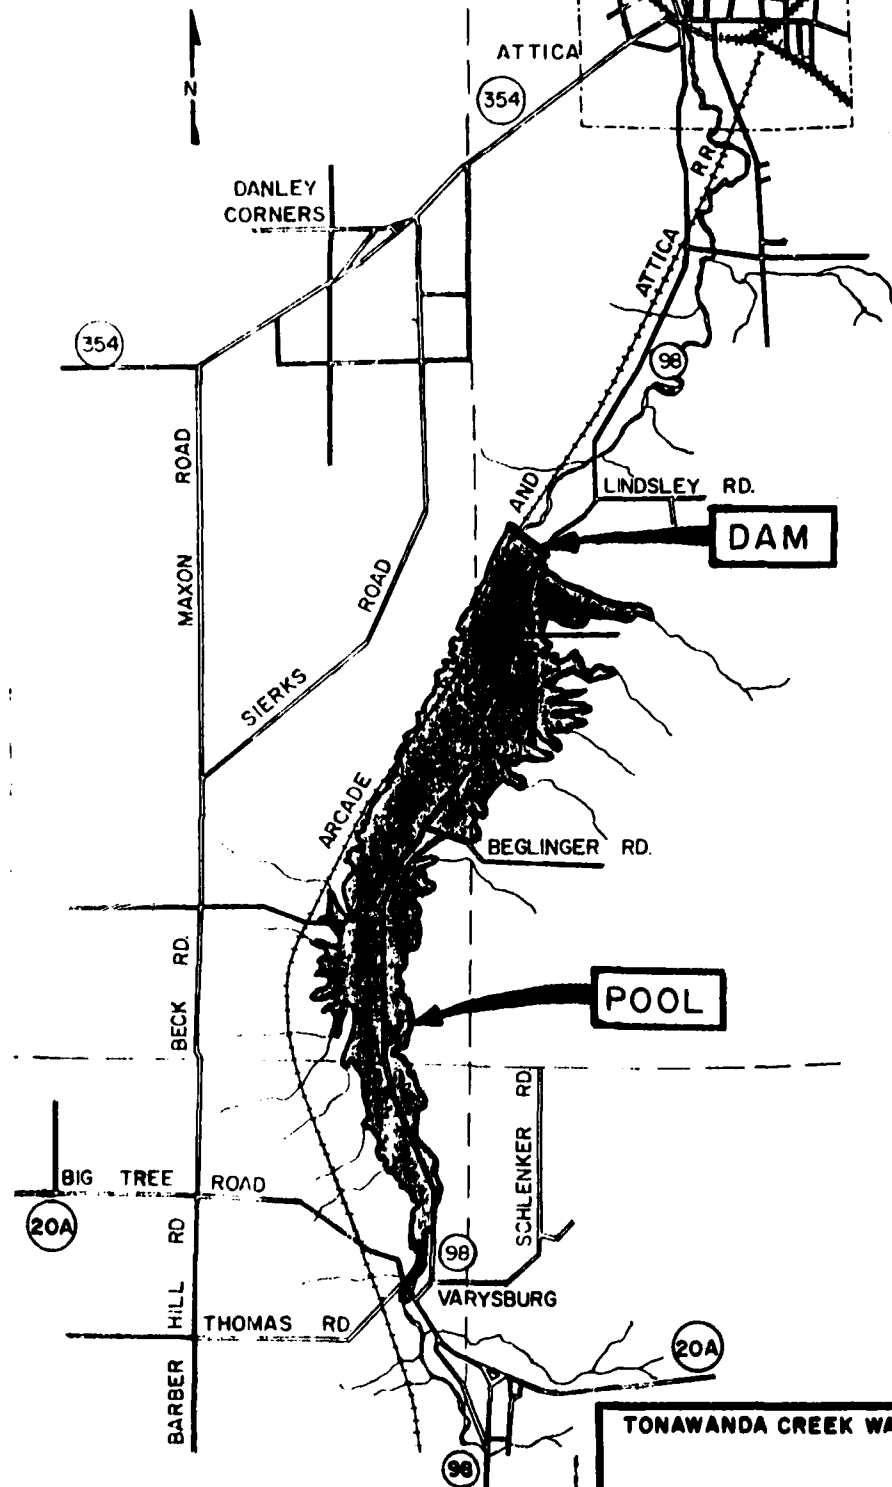 ATTICA
354
N
DANLEY
CORNERS
ATTICA R.R.
354
98
MAXON ROAD
AND
LINDSLEY RD.
DAM
SIERKS ROAD
ARCADE
BEGLINGER RD.
BECK RD.
POOL
SCHLENKER RD.
BIG TREE ROAD
20A
98
VARYSBURG
THOMAS RD
BARBER HILL RD
20A
TONAWANDA CREEK WA
98